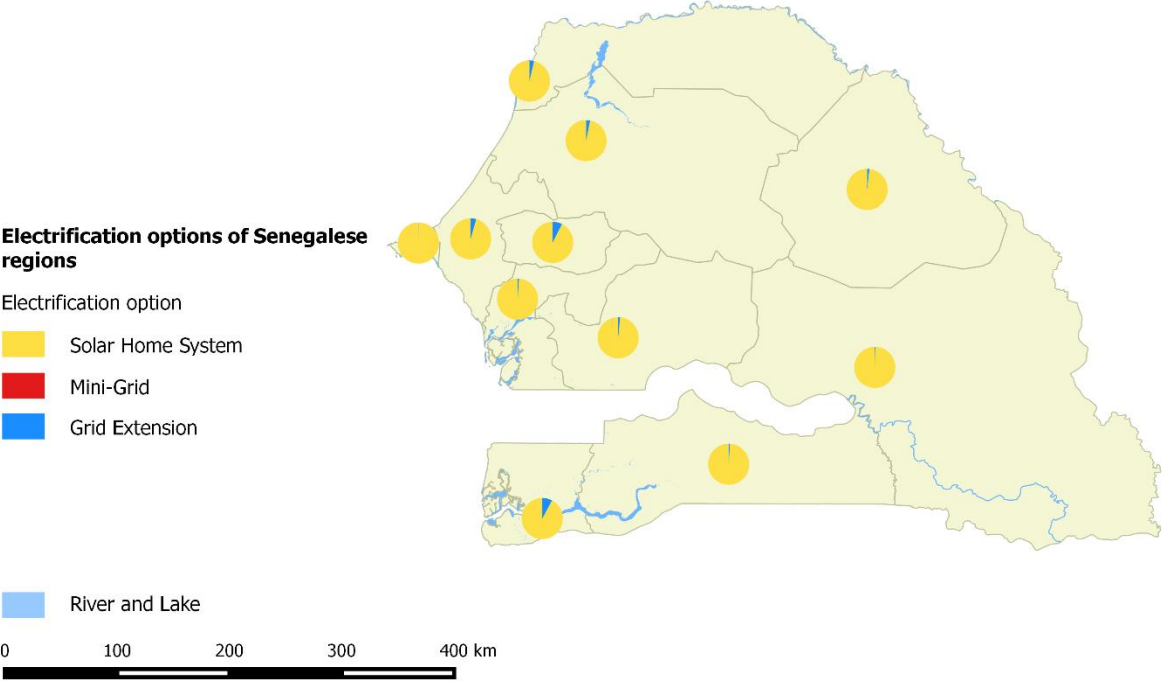 Electrification options of Senegalese
regions
Electrification option
Solar Home System
Mini-Grid
Grid Extension
River and Lake
0 100 200 300 400 km